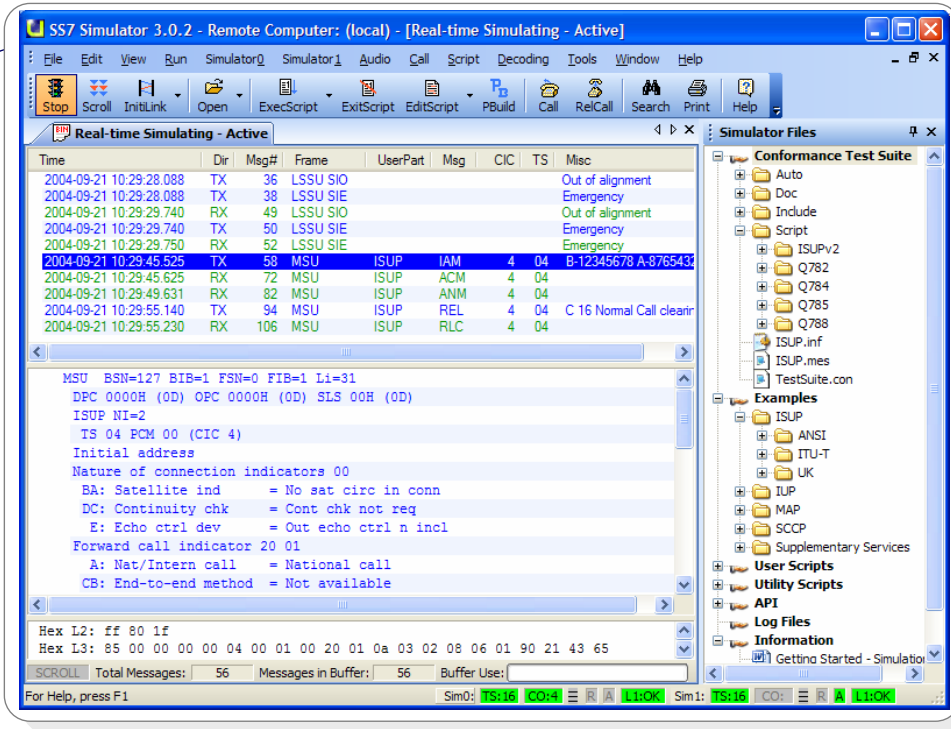 SS7 Simulator 3.0.2 - Remote Computer: (local) - [Real-time Simulating - Active]
File Edit View Run Simulator0 Simulator1 Audio Call Script Decoding Tools Window Help
Stop Scroll InitiLink Open ExecScript ExitScript EditScript PBuild Call RelCall Search Print Help
BIN Real-time Simulating - Active
Time Dir Msg# Frame UserPart Msg CIC TS Misc
2004-09-21 10:29:28.088 TX 36 LSSU SIO Out of alignment
2004-09-21 10:29:28.088 TX 38 LSSU SIE Emergency
2004-09-21 10:29:29.740 RX 49 LSSU SIO Out of alignment
2004-09-21 10:29:29.740 TX 50 LSSU SIE Emergency
2004-09-21 10:29:29.750 RX 52 LSSU SIE Emergency
2004-09-21 10:29:45.525 TX 58 MSU ISUP IAM 4 04 B-12345678 A-8765432
2004-09-21 10:29:45.625 RX 72 MSU ISUP ACM 4 04
2004-09-21 10:29:49.631 RX 82 MSU ISUP ANM 4 04
2004-09-21 10:29:55.140 TX 94 MSU ISUP REL 4 04 C 16 Normal Call clearin
2004-09-21 10:29:55.230 RX 106 MSU ISUP RLC 4 04
MSU BSN=127 BIB=1 FSN=0 FIB=1 Li=31
DPC 0000H (0D) OPC 0000H (0D) SLS 00H (0D)
ISUP NI=2
TS 04 PCM 00 (CIC 4)
Initial address
Nature of connection indicators 00
BA: Satellite ind = No sat circ in conn
DC: Continuity chk = Cont chk not req
E: Echo ctrl dev = Out echo ctrl n incl
Forward call indicator 20 01
A: Nat/Intern call = National call
CB: End-to-end method = Not available
Hex L2: ff 80 1f
Hex L3: 85 00 00 00 00 04 00 01 00 20 01 0a 03 02 08 06 01 90 21 43 65
SCROLL Total Messages: 56 Messages in Buffer: 56 Buffer Use:
Simulator Files
Conformance Test Suite
Auto
Doc
Include
Script
ISUPv2
Q782
Q784
Q785
Q788
ISUP.inf
ISUP.mes
TestSuite.con
Examples
ISUP
ANSI
ITU-T
UK
IUP
MAP
SCCP
Supplementary Services
User Scripts
Utility Scripts
API
Log Files
Information
Getting Started - Simulation
For Help, press F1 Sim0: TS:16 CO:4 R A L1:OK Sim1: TS:16 CO: R A L1:OK